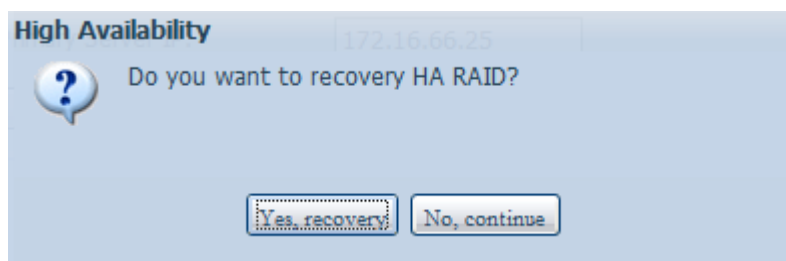 High Availability
172.16.66.25
Do you want to recovery HA RAID?
Yes, recovery
No, continue